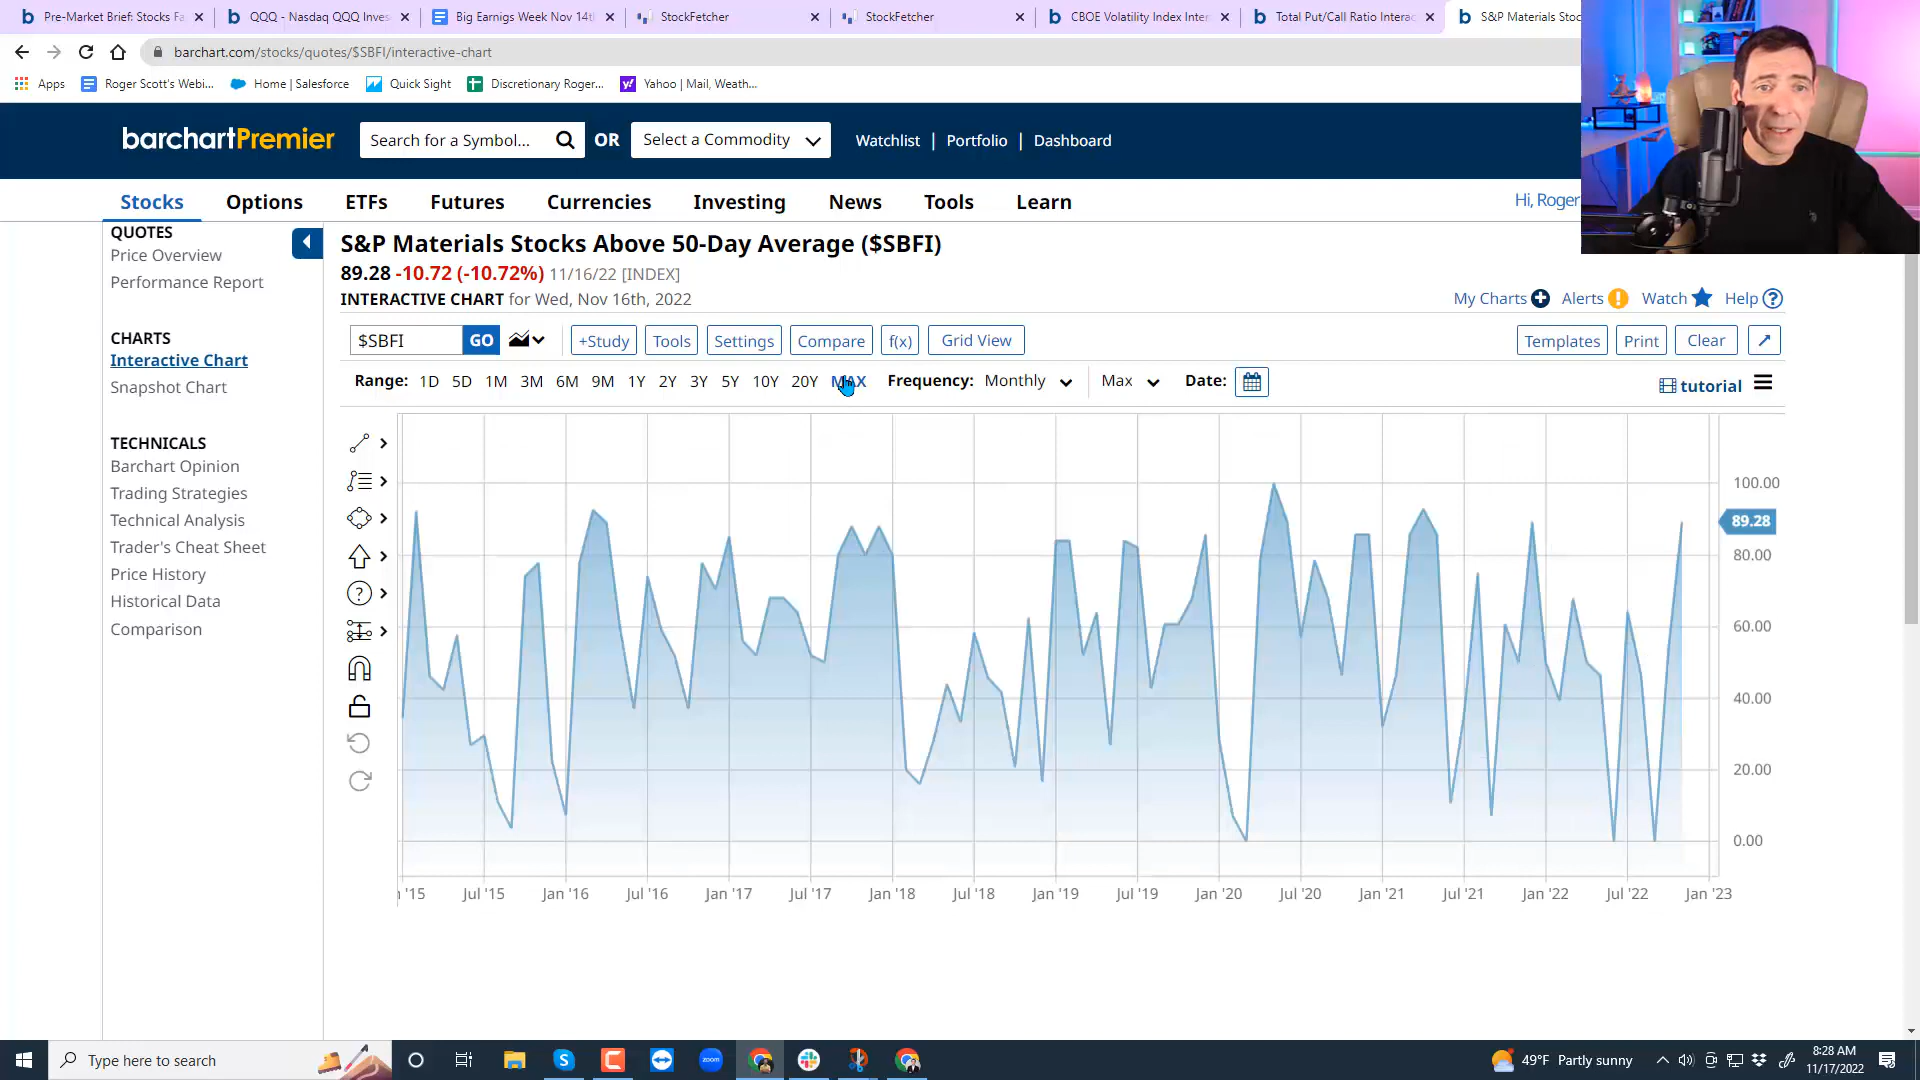 Pre-Market Brief: Stocks Fa
QQQ - Nasdaq QQQ Inves
Big Earnigs Week Nov 14t
StockFetcher
StockFetcher
CBOE Volatility Index Inter
Total Put/Call Ratio Interac
S&P Materials Stoc
barchart.com/stocks/quotes/$SBFI/interactive-chart
Apps
Roger Scott's Webi...
Home | Salesforce
Quick Sight
Discretionary Roger...
Yahoo | Mail, Weath...
barchartPremier
Search for a Symbol...
OR
Select a Commodity
Watchlist | Portfolio | Dashboard
Stocks
Options
ETFs
Futures
Currencies
Investing
News
Tools
Learn
Hi, Roger
QUOTES
Price Overview
Performance Report
CHARTS
Interactive Chart
Snapshot Chart
TECHNICALS
Barchart Opinion
Trading Strategies
Technical Analysis
Trader's Cheat Sheet
Price History
Historical Data
Comparison
S&P Materials Stocks Above 50-Day Average ($SBFI)
89.28 -10.72 (-10.72%) 11/16/22 [INDEX]
INTERACTIVE CHART for Wed, Nov 16th, 2022
My Charts
Alerts
Watch
Help
$SBFI
GO
+Study
Tools
Settings
Compare
f(x)
Grid View
Templates
Print
Clear
Range: 1D 5D 1M 3M 6M 9M 1Y 2Y 3Y 5Y 10Y 20Y MAX
Frequency: Monthly
Max
Date:
tutorial
100.00
89.28
80.00
60.00
40.00
20.00
0.00
'15
Jul '15
Jan '16
Jul '16
Jan '17
Jul '17
Jan '18
Jul '18
Jan '19
Jul '19
Jan '20
Jul '20
Jan '21
Jul '21
Jan '22
Jul '22
Jan '23
Type here to search
zoom
49°F Partly sunny
8:28 AM
11/17/2022